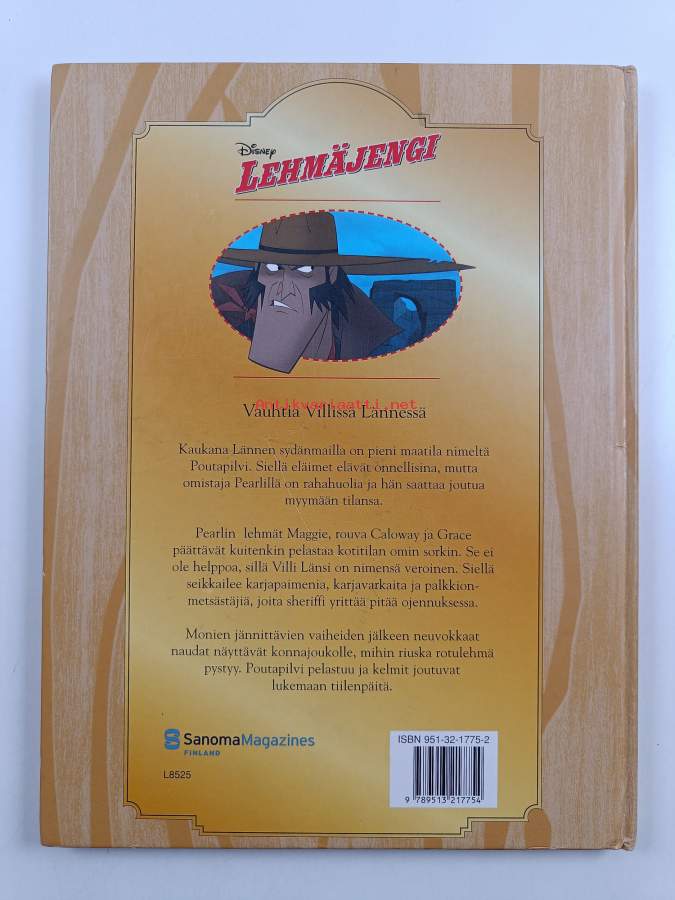 Disney
LEHMÄJENGI
Antikvariaatti.net
Vauhtia Villissä Lännessä
Kaukana Lännen sydänmailla on pieni maatila nimeltä
Poutapilvi. Siellä eläimet elävät onnellisina, mutta
omistaja Pearlillä on rahahuolia ja hän saattaa joutua
myymään tilansa.
Pearlin lehmät Maggie, rouva Caloway ja Grace
päättävät kuitenkin pelastaa kotitilan omin sorkin. Se ei
ole helppoa, sillä Villi Länsi on nimensä veroinen. Siellä
seikkailee karjapaimenia, karjavarkaita ja palkkion-
metsästäjiä, joita sheriffi yrittää pitää ojennuksessa.
Monien jännittävien vaiheiden jälkeen neuvokkaat
naudat näyttävät konnajoukolle, mihin riuska rotulehmä
pystyy. Poutapilvi pelastuu ja kelmit joutuvat
lukemaan tiilenpäitä.
SanomaMagazines
FINLAND
L8525
ISBN 951-32-1775-2
9 789513 217754